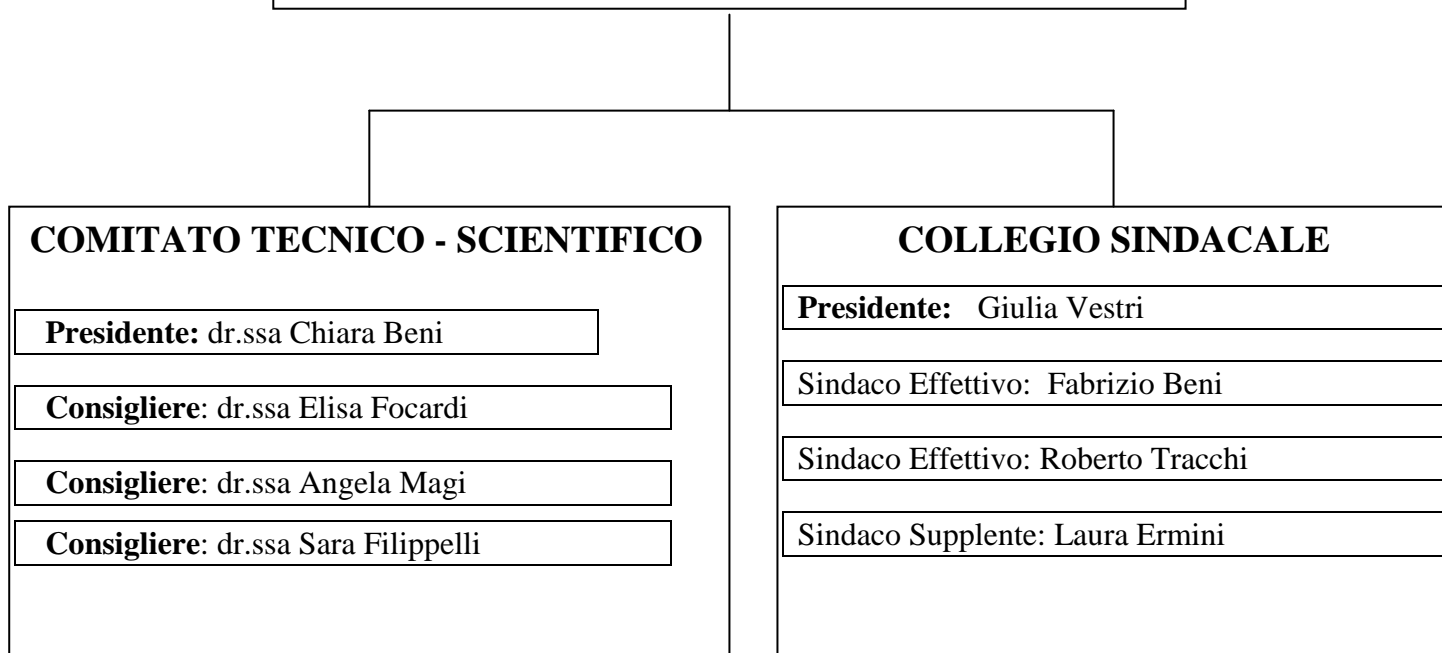 COMITATO TECNICO - SCIENTIFICO
Presidente: dr.ssa Chiara Beni
Consigliere: dr.ssa Elisa Focardi
Consigliere: dr.ssa Angela Magi
Consigliere: dr.ssa Sara Filippelli
COLLEGIO SINDACALE
Presidente: Giulia Vestri
Sindaco Effettivo: Fabrizio Beni
Sindaco Effettivo: Roberto Tracchi
Sindaco Supplente: Laura Ermini